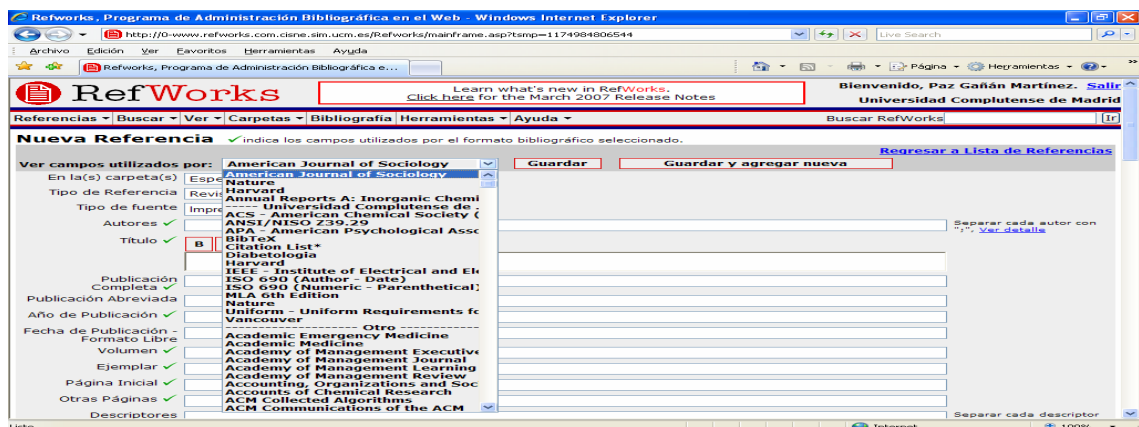 Refworks, Programa de Administración Bibliográfica en el Web - Windows Internet Explorer
http://0-www.refworks.com.cisne.sim.ucm.es/Refworks/mainframe.asp?tsmp=1174984806544 Live Search
Archivo Edición Ver Favoritos Herramientas Ayuda
Refworks, Programa de Administración Bibliográfica e... Página Herramientas
RefWorks
Learn what's new in RefWorks.
Click here for the March 2007 Release Notes
Bienvenido, Paz Gañán Martínez. Salir
Universidad Complutense de Madrid
Referencias Buscar Ver Carpetas Bibliografía Herramientas Ayuda Buscar RefWorks Ir
Nueva Referencia ✓ indica los campos utilizados por el formato bibliográfico seleccionado.
Regresar a Lista de Referencias
Ver campos utilizados por: American Journal of Sociology Guardar Guardar y agregar nueva
En la(s) carpeta(s) Espe
Tipo de Referencia Revis
Tipo de fuente Impre
Autores ✓ Separar cada autor con
";". Ver detalle
Título ✓ B
Publicación
Completa ✓
Publicación Abreviada
Año de Publicación ✓
Fecha de Publicación -
Formato Libre
Volumen ✓
Ejemplar ✓
Página Inicial ✓
Otras Páginas ✓
Descriptores Separar cada descriptor
American Journal of Sociology
Nature
Harvard
Annual Reports A: Inorganic Chemi
----- Universidad Complutense de
ACS - American Chemical Society (
ANSI/NISO Z39.29
APA - American Psychological Asso
BibTeX
Citation List*
Diabetologia
Harvard
IEEE - Institute of Electrical and El
ISO 690 (Author - Date)
ISO 690 (Numeric - Parenthetical)
MLA 6th Edition
Nature
Uniform - Uniform Requirements fo
Vancouver
-------------------- Otro ------------
Academic Emergency Medicine
Academic Medicine
Academy of Management Executive
Academy of Management Journal
Academy of Management Learning
Academy of Management Review
Accounting, Organizations and Soc
Accounts of Chemical Research
ACM Collected Algorithms
ACM Communications of the ACM
Internet 100%